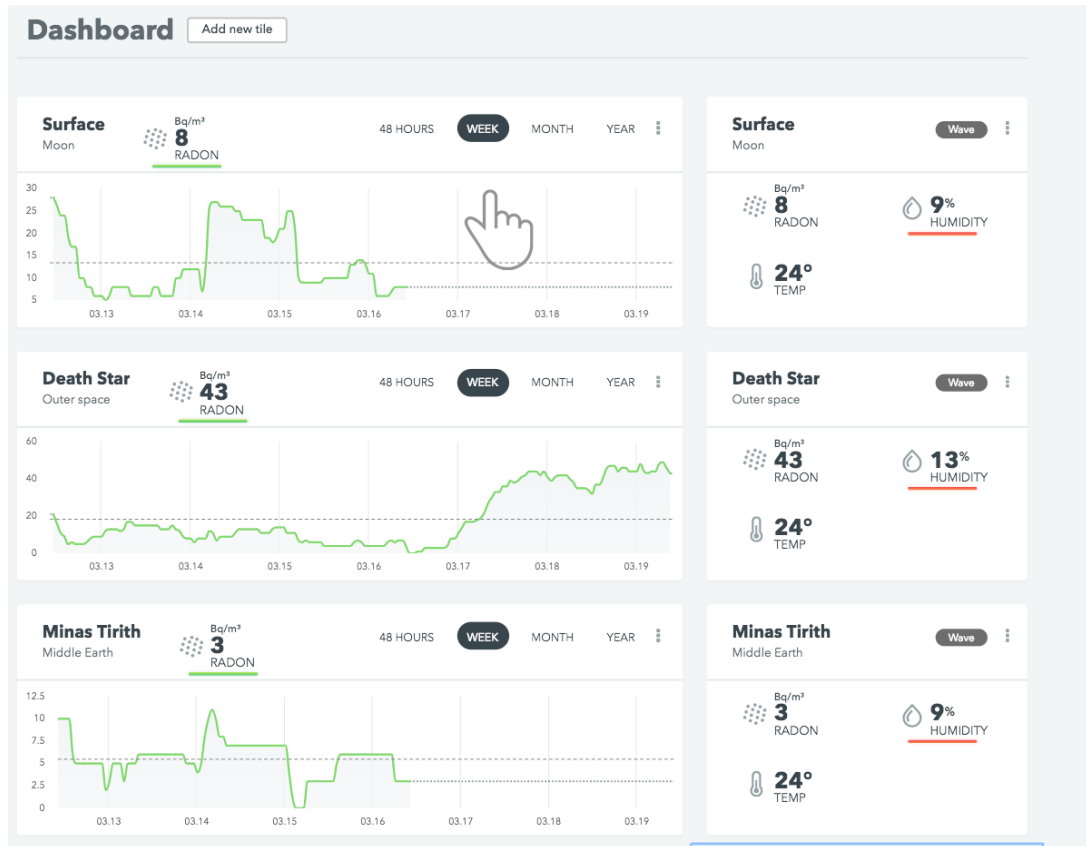 Dashboard Add new tile
Surface
Moon
Bq/m³
8
RADON
48 HOURS WEEK MONTH YEAR
30
25
20
15
10
5
03.13 03.14 03.15 03.16 03.17 03.18 03.19
Surface
Moon
Wave
Bq/m³
8
RADON
9%
HUMIDITY
24°
TEMP
Death Star
Outer space
Bq/m³
43
RADON
48 HOURS WEEK MONTH YEAR
60
40
20
0
03.13 03.14 03.15 03.16 03.17 03.18 03.19
Death Star
Outer space
Wave
Bq/m³
43
RADON
13%
HUMIDITY
24°
TEMP
Minas Tirith
Middle Earth
Bq/m³
3
RADON
48 HOURS WEEK MONTH YEAR
12.5
10
7.5
5
2.5
0
03.13 03.14 03.15 03.16 03.17 03.18 03.19
Minas Tirith
Middle Earth
Wave
Bq/m³
3
RADON
9%
HUMIDITY
24°
TEMP